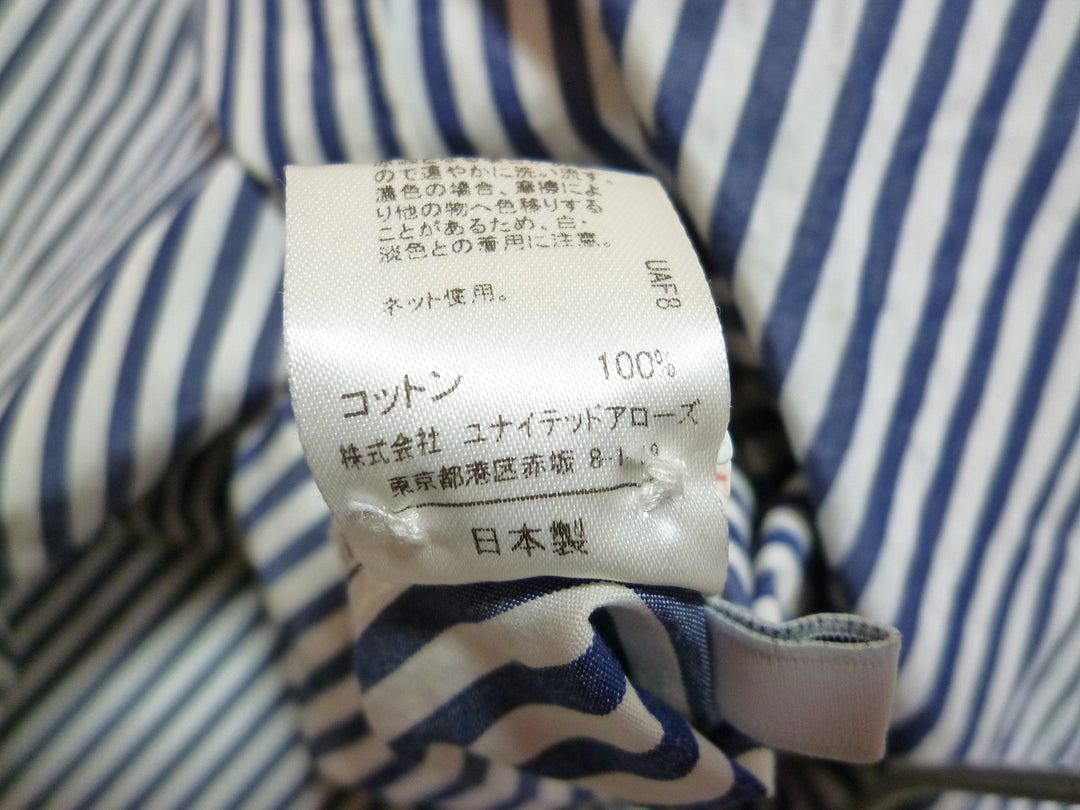 ので速やかに洗い流す。
濃色の場合、摩擦によ
り他の物へ色移りする
ことがあるため、白・
淡色との着用に注意。
ネット使用。
UAF8
コットン 100%
株式会社 ユナイテッドアローズ
東京都港区赤坂
日本製